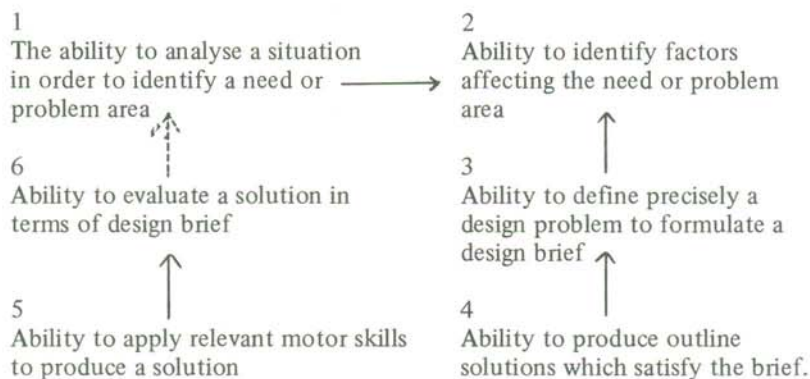 1
The ability to analyse a situation
in order to identify a need or
problem area
2
Ability to identify factors
affecting the need or problem
area
6
Ability to evaluate a solution in
terms of design brief
3
Ability to define precisely a
design problem to formulate a
design brief
5
Ability to apply relevant motor skills
to produce a solution
4
Ability to produce outline
solutions which satisfy the brief.